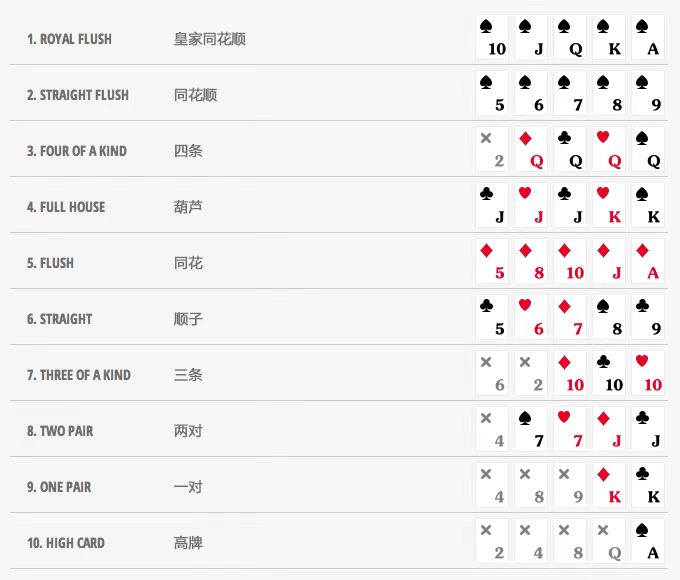 1. ROYAL FLUSH 皇家同花顺 10 J Q K A
2. STRAIGHT FLUSH 同花顺 5 6 7 8 9
3. FOUR OF A KIND 四条 2 Q Q Q Q
4. FULL HOUSE 葫芦 J J J K K
5. FLUSH 同花 5 8 10 J A
6. STRAIGHT 顺子 5 6 7 8 9
7. THREE OF A KIND 三条 6 2 10 10 10
8. TWO PAIR 两对 4 7 7 J J
9. ONE PAIR 一对 4 8 9 K K
10. HIGH CARD 高牌 2 4 8 Q A